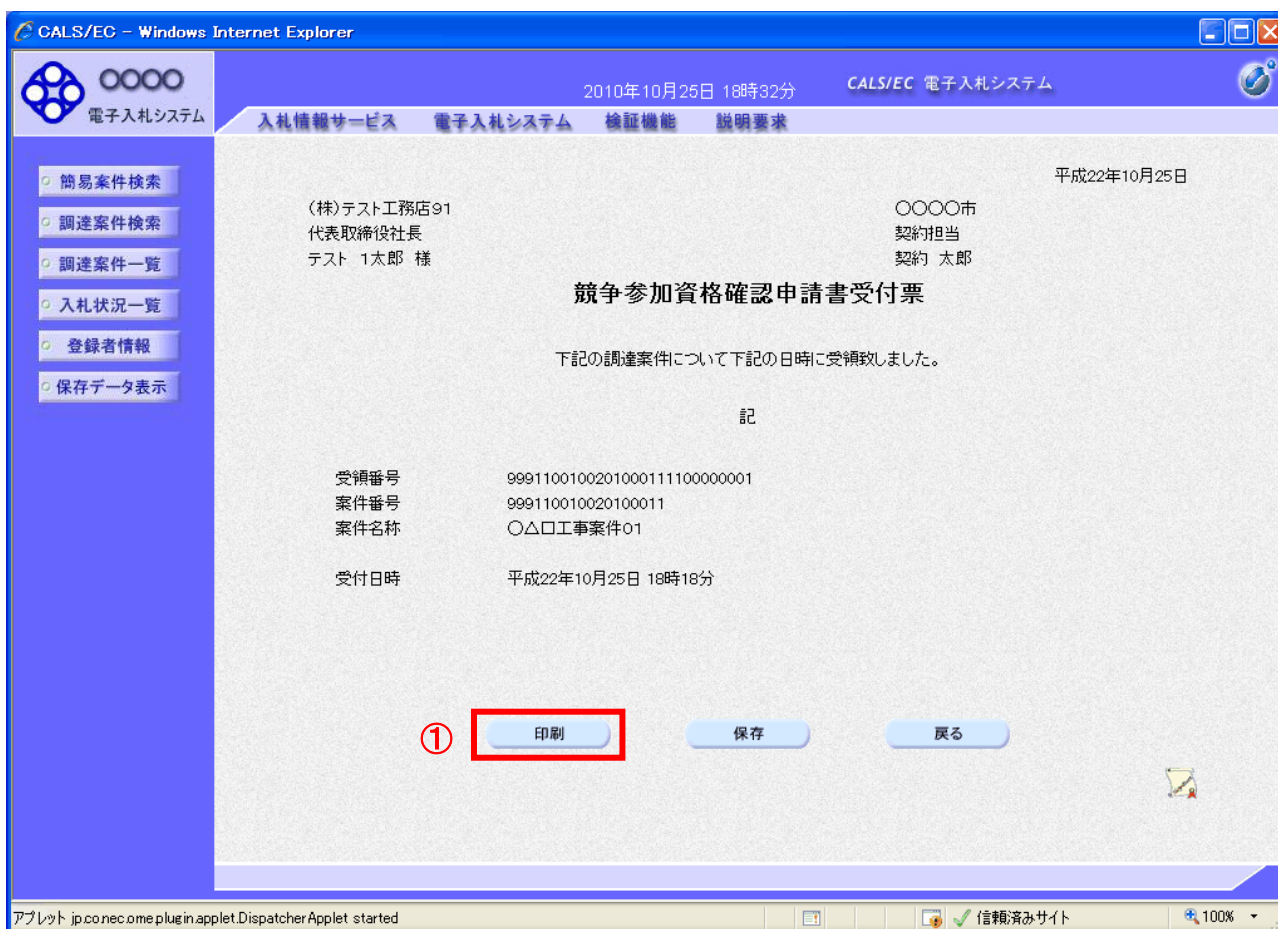 CALS/EC - Windows Internet Explorer
○○○○
電子入札システム
2010年10月25日 18時32分
CALS/EC 電子入札システム
入札情報サービス 電子入札システム 検証機能 説明要求
簡易案件検索
調達案件検索
調達案件一覧
入札状況一覧
登録者情報
保存データ表示
平成22年10月25日
(株)テスト工務店91
代表取締役社長
テスト 1太郎 様
○○○○市
契約担当
契約 太郎
競争参加資格確認申請書受付票
下記の調達案件について下記の日時に受領致しました。
記
受領番号 9991100100201000111100000001
案件番号 999110010020100011
案件名称 ○△口工事案件01
受付日時 平成22年10月25日 18時18分
① 印刷 保存 戻る
アプレット jp.co.nec.ome.plugin.applet.DispatcherApplet started
信頼済みサイト
100%